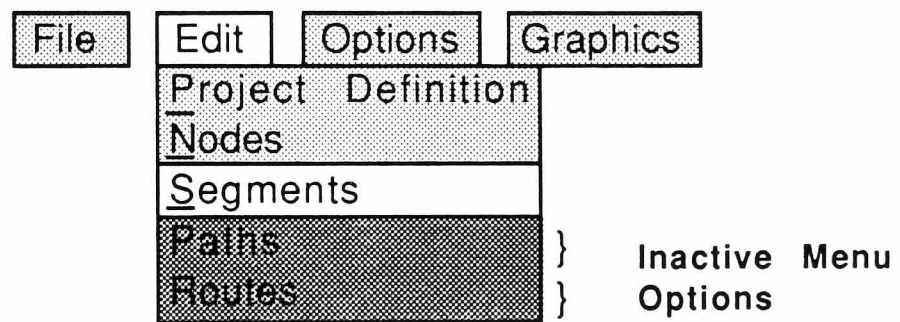 File Edit Options Graphics
Project Definition
Nodes
Segments
Paths } Inactive Menu
Routes } Options